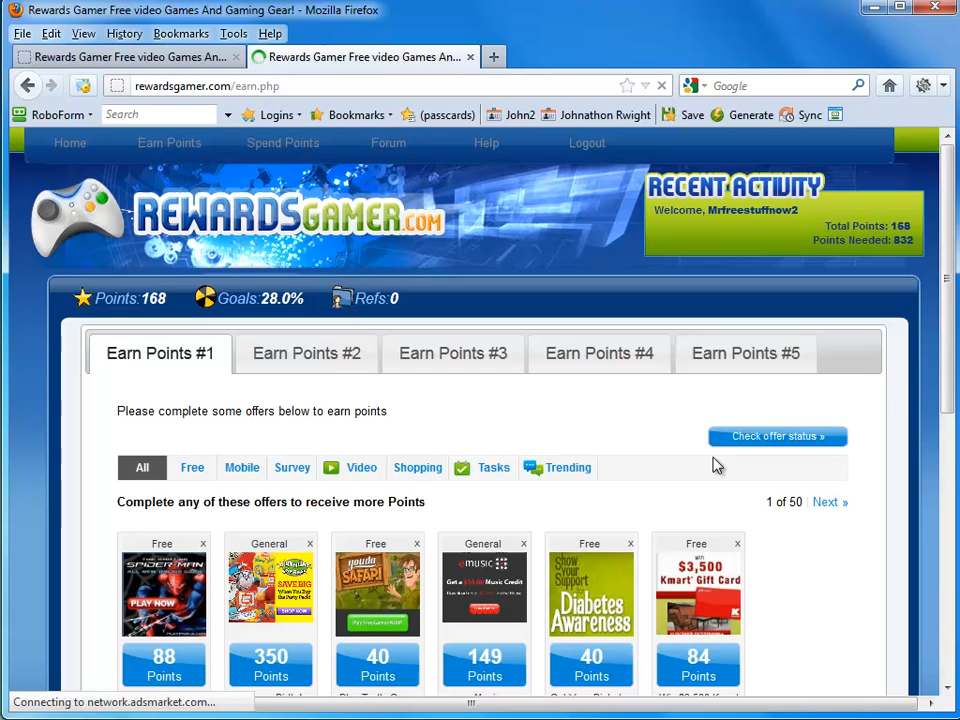 Rewards Gamer Free video Games And Gaming Gear! - Mozilla Firefox
File Edit View History Bookmarks Tools Help
Rewards Gamer Free video Games An... × Rewards Gamer Free video Games An... × +
rewardsgamer.com/earn.php Google
RoboForm Search Logins Bookmarks (passcards) John2 Johnathon Wright Save Generate Sync
Home Earn Points Spend Points Forum Help Logout
REWARDSGAMER.COM
RECENT ACTIVITY
Welcome, Mrfreestuffnow2
Total Points: 168
Points Needed: 832
Points:168 Goals:28.0% Refs:0
Earn Points #1 Earn Points #2 Earn Points #3 Earn Points #4 Earn Points #5
Please complete some offers below to earn points
Check offer status »
All Free Mobile Survey Video Shopping Tasks Trending
Complete any of these offers to receive more Points 1 of 50 Next »
Free x General x Free x General x Free x Free x
SPIDER-MAN
PLAY NOW
SAVE BIG
SHOP NOW
youda
SAFARI
emusic
Show Your Support
Diabetes Awareness
WIN
$3,500
Kmart Gift Card
88 Points 350 Points 40 Points 149 Points 40 Points 84 Points
Connecting to network.adsmarket.com...